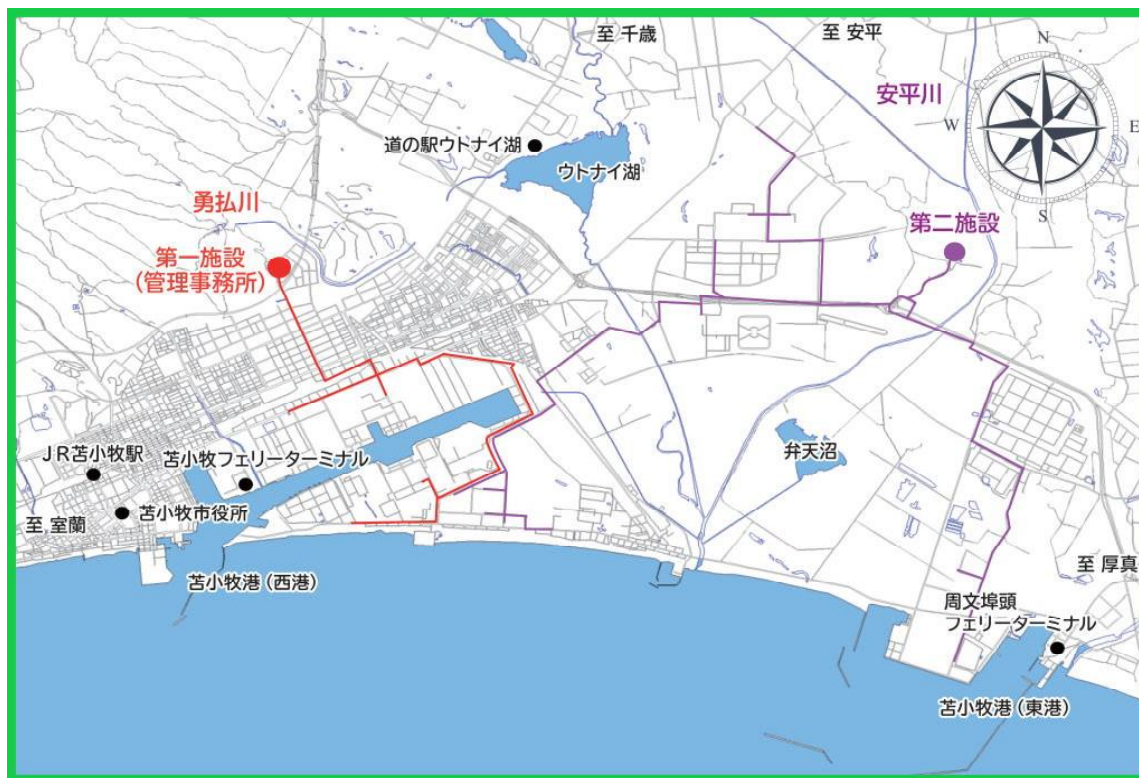 至 千歳
至 安平
N
安平川
W
E
道の駅ウトナイ湖
ウトナイ湖
勇払川
S
第二施設
第一施設
(管理事務所)
JR苫小牧駅
苫小牧フェリーターミナル
弁天沼
苫小牧市役所
至 室蘭
至 厚真
苫小牧港(西港)
周文埠頭
フェリーターミナル
苫小牧港(東港)